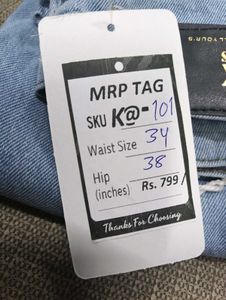 MRP TAG
SKU K@-101
Waist Size 34
Hip 38
(inches) Rs. 799/
Thanks For Choosing